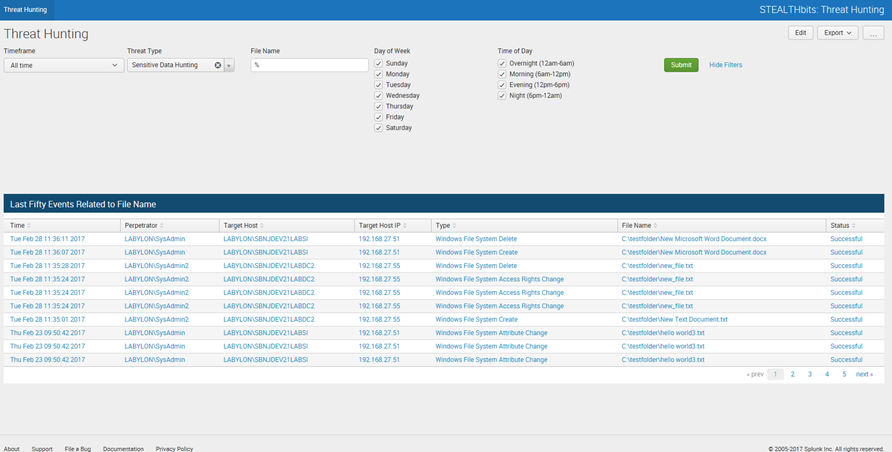 Threat Hunting STEALTHbits: Threat Hunting
Threat Hunting Edit Export ...
Timeframe Threat Type File Name Day of Week Time of Day
All time Sensitive Data Hunting % Sunday Overnight (12am-6am) Submit Hide Filters
Monday Morning (6am-12pm)
Tuesday Evening (12pm-6pm)
Wednesday Night (6pm-12am)
Thursday
Friday
Saturday
Last Fifty Events Related to File Name
Time Perpetrator Target Host Target Host IP Type File Name Status
Tue Feb 28 11:36:11 2017 LABYLON\SysAdmin LABYLON\SBNJDEV21LABSI 192.168.27.51 Windows File System Delete C:\testfolder\New Microsoft Word Document.docx Successful
Tue Feb 28 11:36:07 2017 LABYLON\SysAdmin LABYLON\SBNJDEV21LABSI 192.168.27.51 Windows File System Create C:\testfolder\New Microsoft Word Document.docx Successful
Tue Feb 28 11:35:28 2017 LABYLON\SysAdmin2 LABYLON\SBNJDEV21LABDC2 192.168.27.55 Windows File System Delete C:\testfolder\new_file.txt Successful
Tue Feb 28 11:35:24 2017 LABYLON\SysAdmin2 LABYLON\SBNJDEV21LABDC2 192.168.27.55 Windows File System Access Rights Change C:\testfolder\new_file.txt Successful
Tue Feb 28 11:35:24 2017 LABYLON\SysAdmin2 LABYLON\SBNJDEV21LABDC2 192.168.27.55 Windows File System Access Rights Change C:\testfolder\new_file.txt Successful
Tue Feb 28 11:35:24 2017 LABYLON\SysAdmin2 LABYLON\SBNJDEV21LABDC2 192.168.27.55 Windows File System Access Rights Change C:\testfolder\new_file.txt Successful
Tue Feb 28 11:35:01 2017 LABYLON\SysAdmin2 LABYLON\SBNJDEV21LABDC2 192.168.27.55 Windows File System Create C:\testfolder\New Text Document.txt Successful
Thu Feb 23 09:50:42 2017 LABYLON\SysAdmin LABYLON\SBNJDEV21LABSI 192.168.27.51 Windows File System Attribute Change C:\testfolder\hello world3.txt Successful
Thu Feb 23 09:50:42 2017 LABYLON\SysAdmin LABYLON\SBNJDEV21LABSI 192.168.27.51 Windows File System Attribute Change C:\testfolder\hello world3.txt Successful
Thu Feb 23 09:50:42 2017 LABYLON\SysAdmin LABYLON\SBNJDEV21LABSI 192.168.27.51 Windows File System Attribute Change C:\testfolder\hello world3.txt Successful
« prev 1 2 3 4 5 next »
About Support File a Bug Documentation Privacy Policy © 2005-2017 Splunk Inc. All rights reserved.